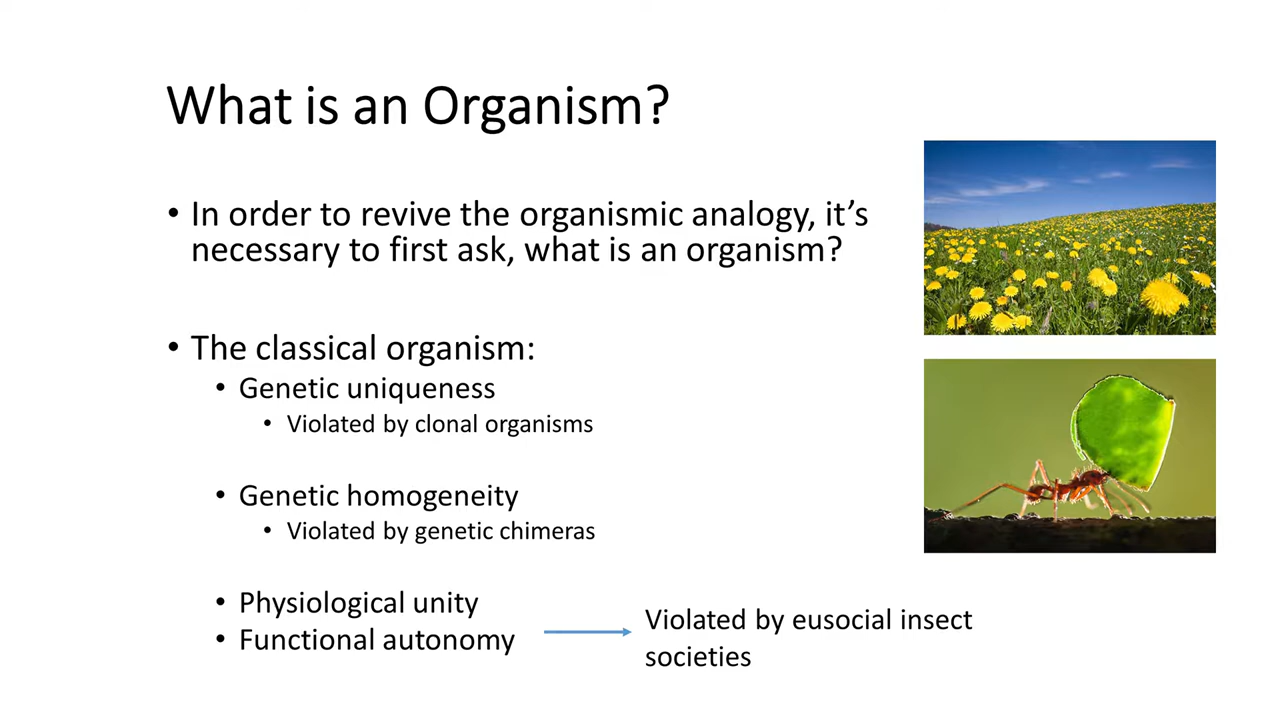 What is an Organism?
• In order to revive the organismic analogy, it’s
necessary to first ask, what is an organism?
• The classical organism:
• Genetic uniqueness
• Violated by clonal organisms
• Genetic homogeneity
• Violated by genetic chimeras
• Physiological unity
• Functional autonomy
Violated by eusocial insect
societies